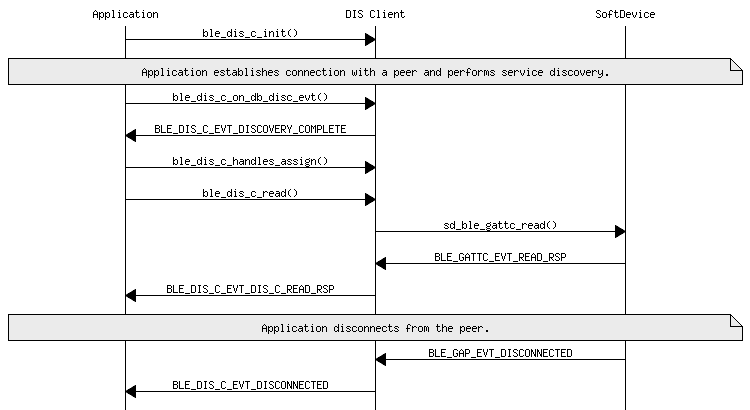 Application DIS Client SoftDevice
ble_dis_c_init()
Application establishes connection with a peer and performs service discovery.
ble_dis_c_on_db_disc_evt()
BLE_DIS_C_EVT_DISCOVERY_COMPLETE
ble_dis_c_handles_assign()
ble_dis_c_read()
sd_ble_gattc_read()
BLE_GATTC_EVT_READ_RSP
BLE_DIS_C_EVT_DIS_C_READ_RSP
Application disconnects from the peer.
BLE_GAP_EVT_DISCONNECTED
BLE_DIS_C_EVT_DISCONNECTED